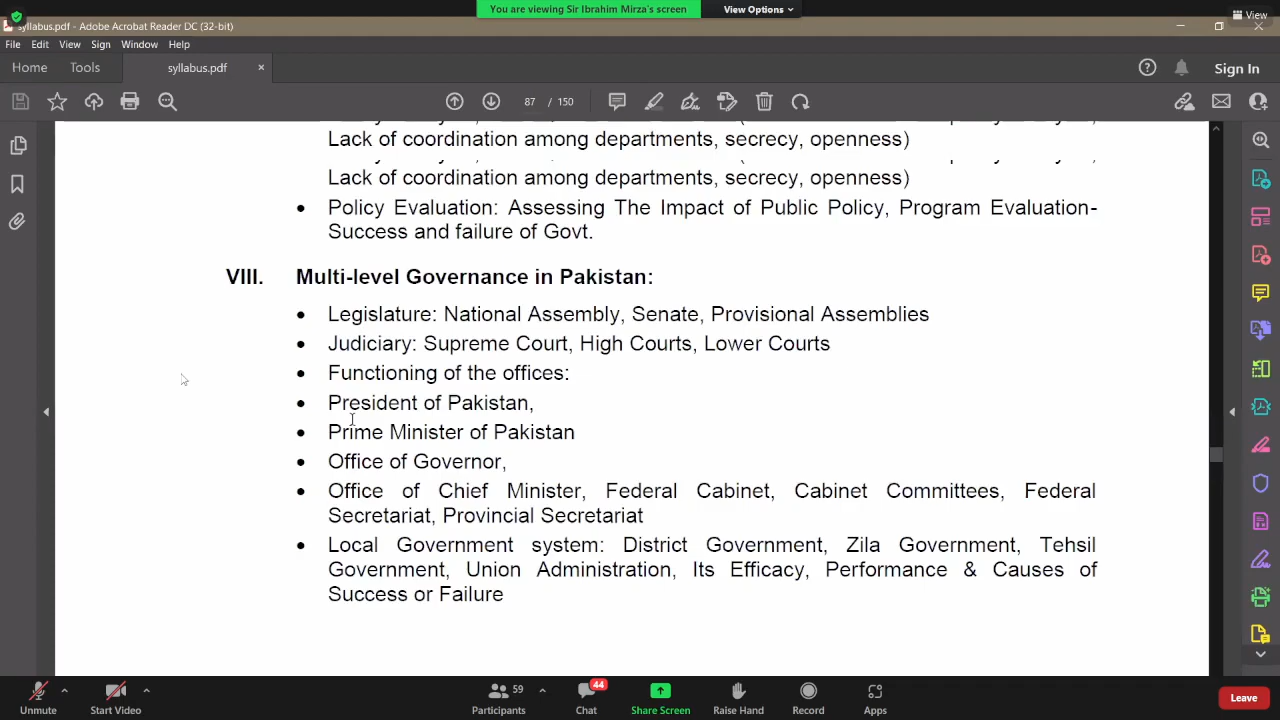 You are viewing Sir Ibrahim Mirza's screen
View Options
View
syllabus.pdf - Adobe Acrobat Reader DC (32-bit)
File Edit View Sign Window Help
Home Tools syllabus.pdf × Sign In
87 / 150
Lack of coordination among departments, secrecy, openness)
Lack of coordination among departments, secrecy, openness)
• Policy Evaluation: Assessing The Impact of Public Policy, Program Evaluation-
Success and failure of Govt.
VIII. Multi-level Governance in Pakistan:
• Legislature: National Assembly, Senate, Provisional Assemblies
• Judiciary: Supreme Court, High Courts, Lower Courts
• Functioning of the offices:
• President of Pakistan,
• Prime Minister of Pakistan
• Office of Governor,
• Office of Chief Minister, Federal Cabinet, Cabinet Committees, Federal
Secretariat, Provincial Secretariat
• Local Government system: District Government, Zila Government, Tehsil
Government, Union Administration, Its Efficacy, Performance & Causes of
Success or Failure
59 44
Unmute Start Video Participants Chat Share Screen Raise Hand Record Apps Leave